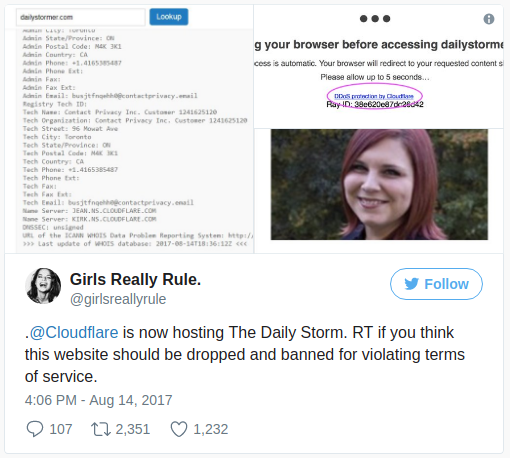 dailystormer.com Lookup
Admin City: Toronto
Admin State/Province: ON
Admin Postal Code: M4K 3K1
Admin Country: CA
Admin Phone: +1.4165385487
Admin Phone Ext:
Admin Fax:
Admin Fax Ext:
Admin Email: busjtfnqehh8@contactprivacy.email
Registry Tech ID:
Tech Name: Contact Privacy Inc. Customer 1241625120
Tech Organization: Contact Privacy Inc. Customer 1241625120
Tech Street: 96 Mowat Ave
Tech City: Toronto
Tech State/Province: ON
Tech Postal Code: M4K 3K1
Tech Country: CA
Tech Phone: +1.4165385487
Tech Phone Ext:
Tech Fax:
Tech Fax Ext:
Tech Email: busjtfnqehh8@contactprivacy.email
Name Server: JEAN.NS.CLOUDFLARE.COM
Name Server: KIRK.NS.CLOUDFLARE.COM
DNSSEC: unsigned
URL of the ICANN WHOIS Data Problem Reporting System: http:/
>>> Last update of WHOIS database: 2017-08-14T18:36:12Z <<<
g your browser before accessing dailystorme
cess is automatic. Your browser will redirect to your requested content s
Please allow up to 5 seconds…
DDoS protection by Cloudflare
Ray ID: 38e620e87dc26d42
Girls Really Rule.
@girlsreallyrule
Follow
.@Cloudflare is now hosting The Daily Storm. RT if you think
this website should be dropped and banned for violating terms
of service.
4:06 PM - Aug 14, 2017
107 2,351 1,232